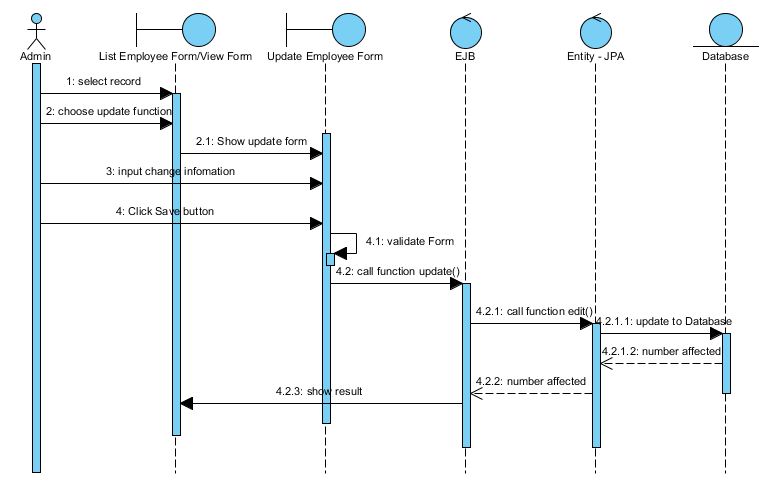 Admin
List Employee Form/View Form
Update Employee Form
EJB
Entity - JPA
Database
1: select record
2: choose update function
2.1: Show update form
3: input change infomation
4: Click Save button
4.1: validate Form
4.2: call function update()
4.2.1: call function edit()
4.2.1.1: update to Database
4.2.1.2: number affected
4.2.2: number affected
4.2.3: show result